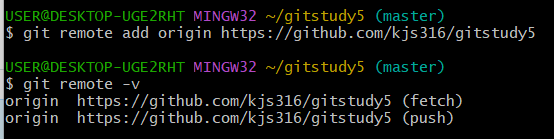 USER@DESKTOP-UGE2RHT MINGW32 ~/gitstudy5 (master)
$ git remote add origin https://github.com/kjs316/gitstudy5
USER@DESKTOP-UGE2RHT MINGW32 ~/gitstudy5 (master)
$ git remote -v
origin  https://github.com/kjs316/gitstudy5 (fetch)
origin  https://github.com/kjs316/gitstudy5 (push)